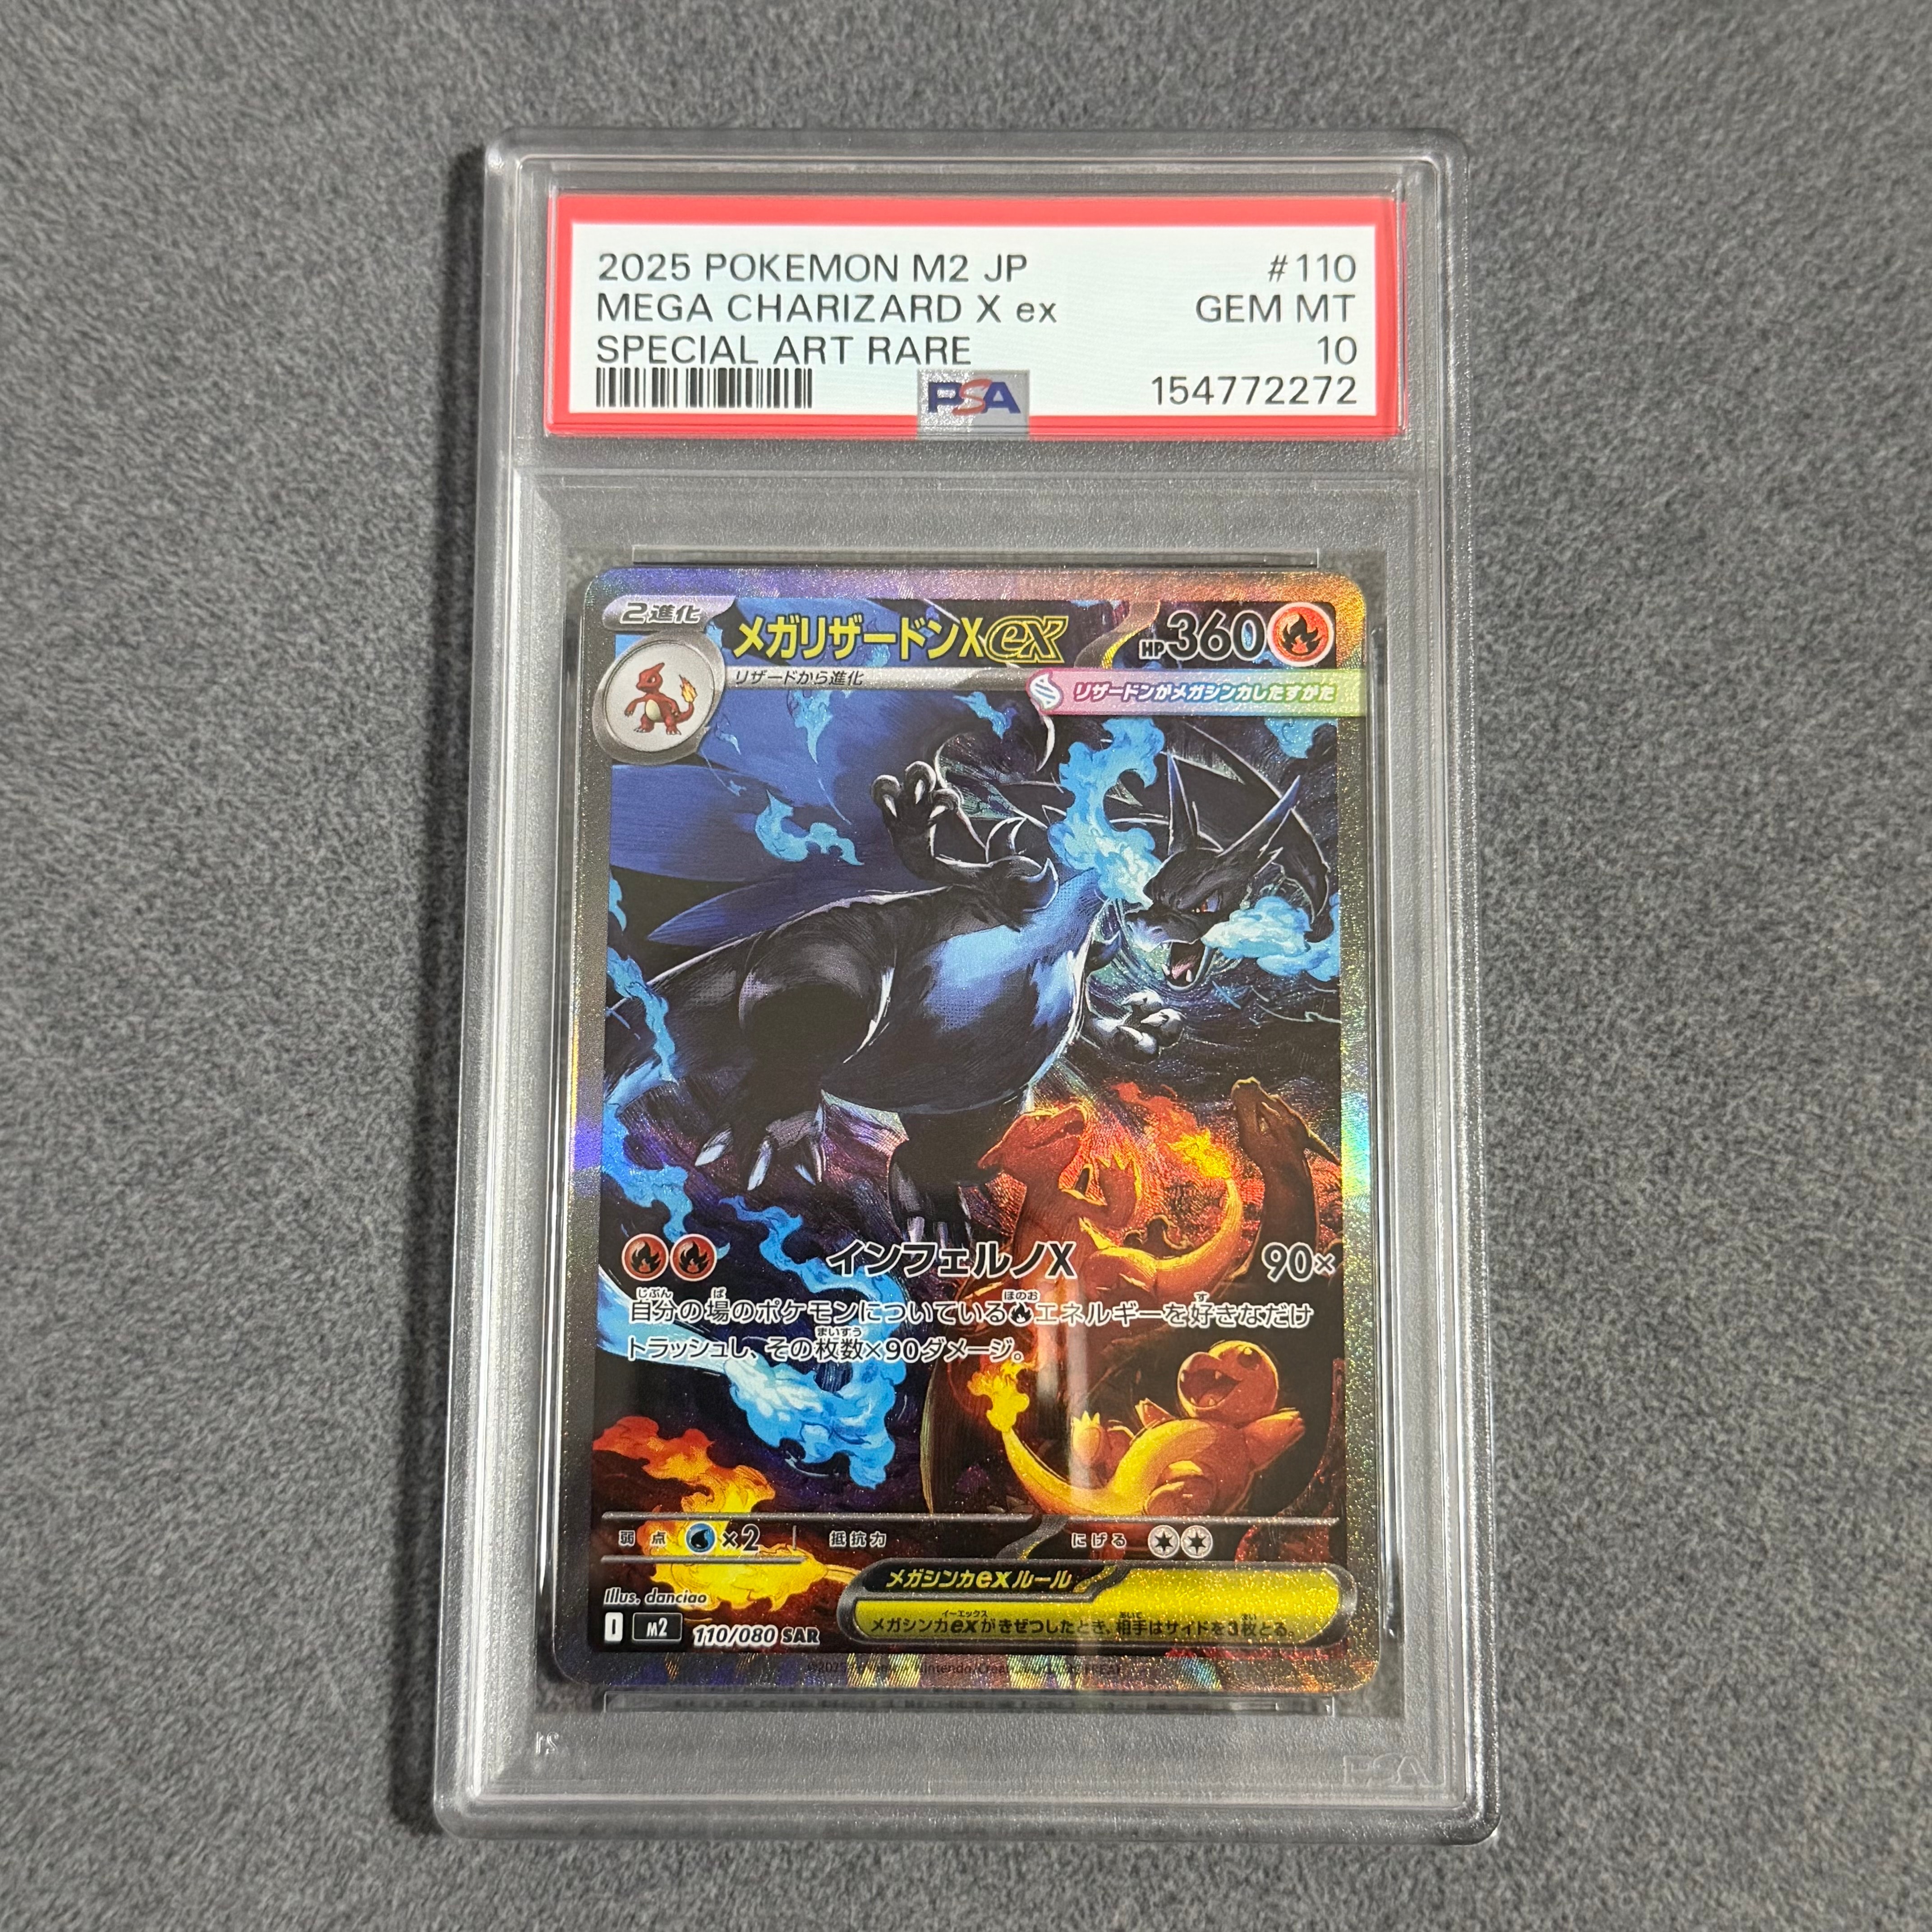 2025 POKEMON M2 JP #110
MEGA CHARIZARD X ex GEM MT
SPECIAL ART RARE 10
PSA 154772272
2進化 メガリザードンXex HP360
リザードから進化
リザードンがメガシンカしたすがた
インフェルノX 90×
自分の場のポケモンについているエネルギーを好きなだけ
トラッシュし、その枚数×90ダメージ。
弱点 ×2 抵抗力 にげる
メガシンカexルール
メガシンカexがきぜつしたとき、相手はサイドを3枚とる。
Illus. danciao
I M2 110/080 SAR
PSA